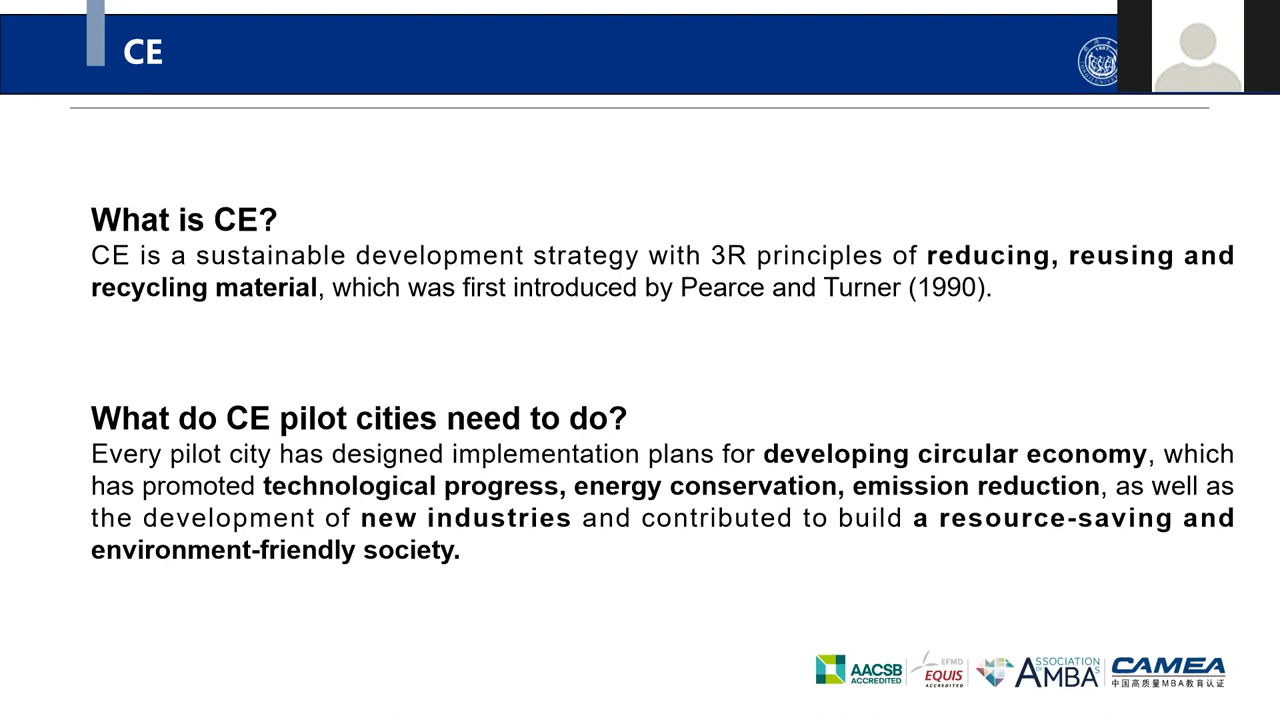 CE
1907
What is CE?
CE is a sustainable development strategy with 3R principles of reducing, reusing and
recycling material, which was first introduced by Pearce and Turner (1990).
What do CE pilot cities need to do?
Every pilot city has designed implementation plans for developing circular economy, which
has promoted technological progress, energy conservation, emission reduction, as well as
the development of new industries and contributed to build a resource-saving and
environment-friendly society.
AACSB
ACCREDITED
EFMD
EQUIS
ACCREDITED
ASSOCIATION
OF AMBAS
CAMEA
中国高质量MBA教育认证